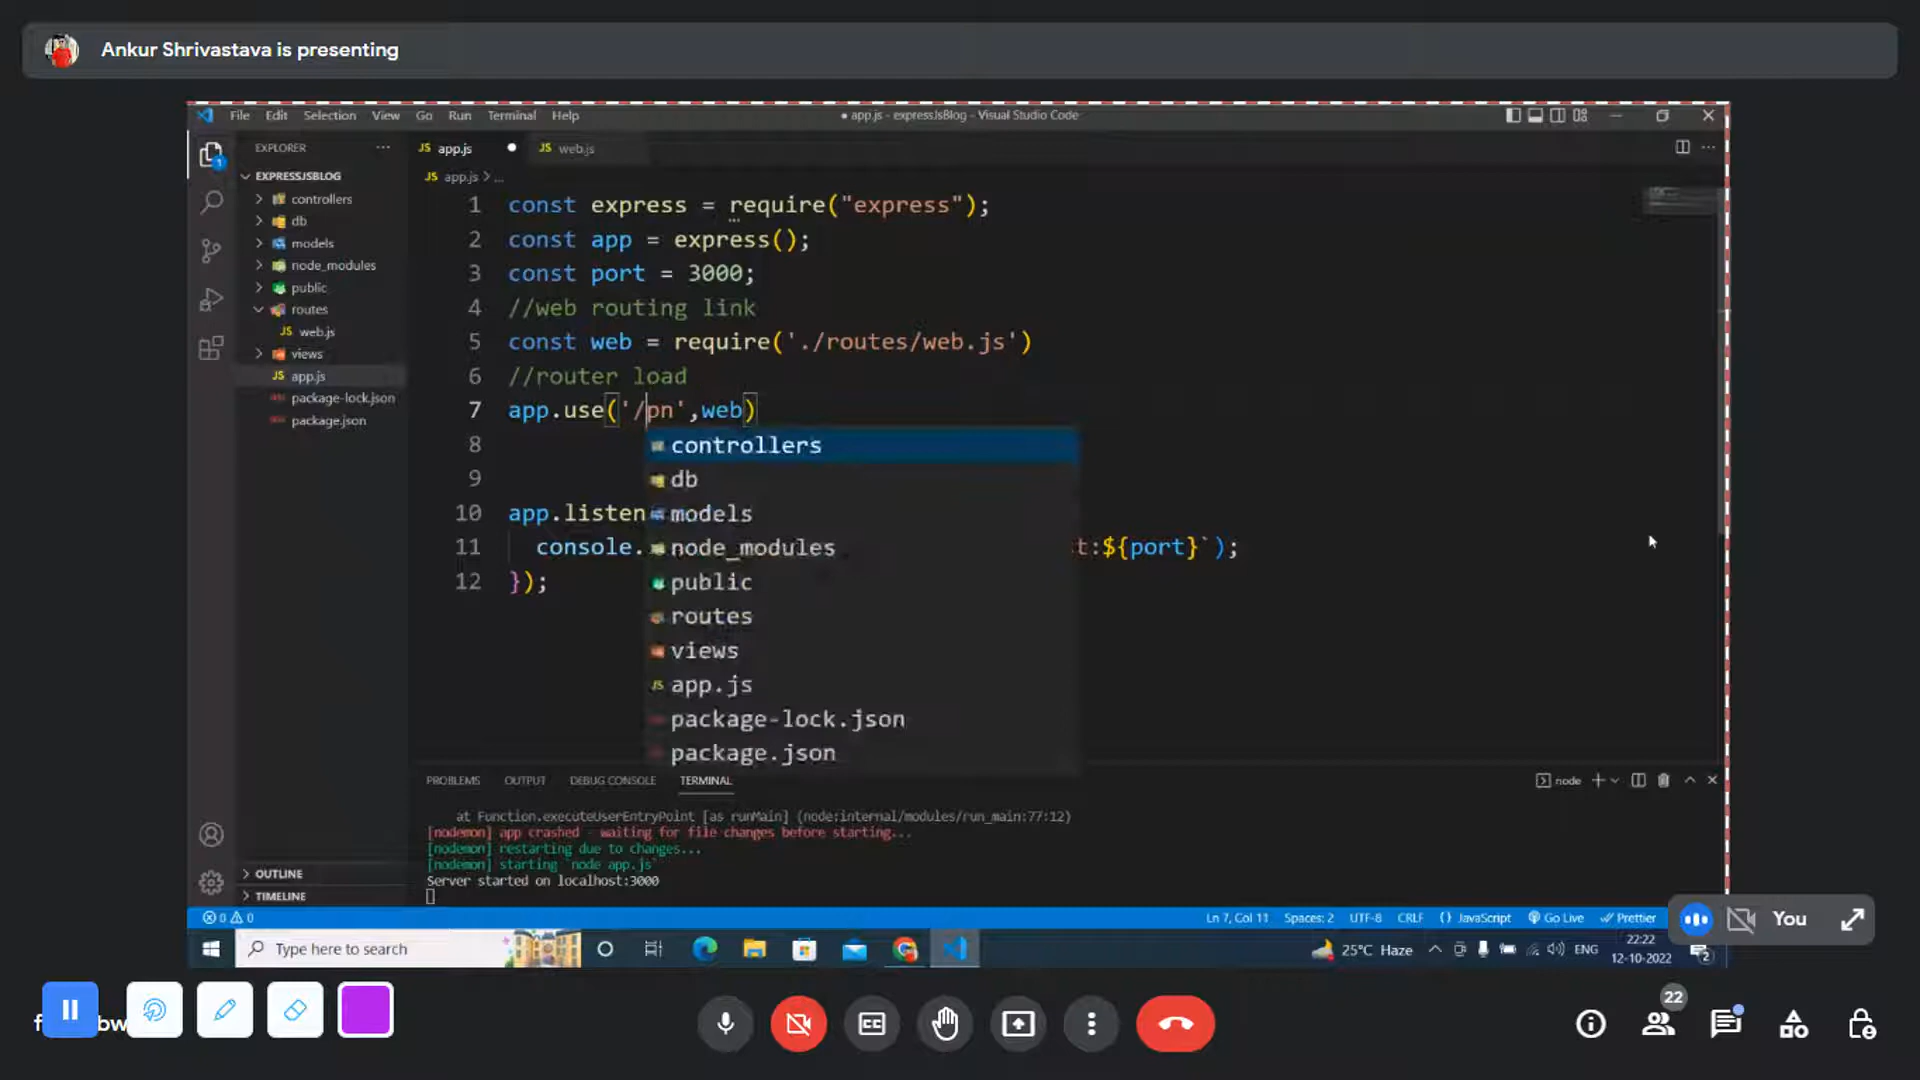 Ankur Shrivastava is presenting
File Edit Selection View Go Run Terminal Help
● app.js - expressJsBlog - Visual Studio Code
EXPLORER ···
JS app.js ●
JS web.js
EXPRESSJSBLOG
controllers
db
models
node_modules
public
routes
JS web.js
views
JS app.js
package-lock.json
package.json
OUTLINE
TIMELINE
JS app.js > ...
1 const express = require("express");
2 const app = express();
3 const port = 3000;
4 //web routing link
5 const web = require('./routes/web.js')
6 //router load
7 app.use('/pn',web)
8
9
10 app.listen
11 console. t:${port}`);
12 });
controllers
db
models
node_modules
public
routes
views
JS app.js
package-lock.json
package.json
PROBLEMS OUTPUT DEBUG CONSOLE TERMINAL
node
at Function.executeUserEntryPoint [as runMain] (node:internal/modules/run_main:77:12)
[nodemon] app crashed - waiting for file changes before starting...
[nodemon] restarting due to changes...
[nodemon] starting `node app.js`
Server started on localhost:3000
0 0
Ln 7, Col 11 Spaces: 2 UTF-8 CRLF {} JavaScript Go Live Prettier
You
Type here to search
25°C Haze
ENG
22:22
12-10-2022
2
22
CC